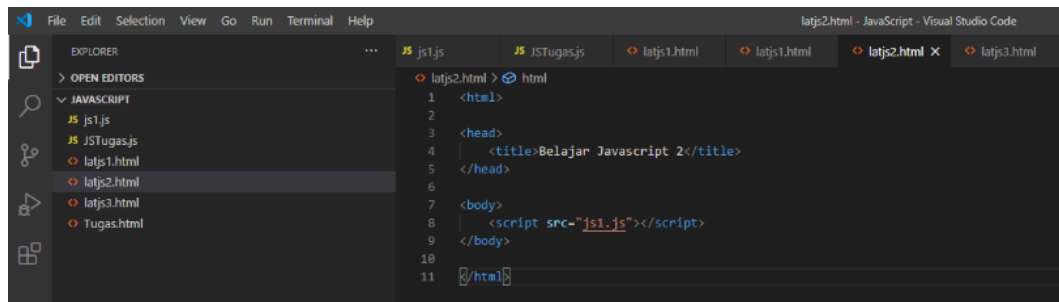 File Edit Selection View Go Run Terminal Help latjs2.html - JavaScript - Visual Studio Code
EXPLORER ...
> OPEN EDITORS
JAVASCRIPT
JS js1.js
JS JSTugas.js
<> latjs1.html
<> latjs2.html
<> latjs3.html
<> Tugas.html
JS js1.js JS JSTugas.js <> latjs1.html <> latjs1.html <> latjs2.html × <> latjs3.html
<> latjs2.html > html
1 <html>
2
3 <head>
4 <title>Belajar Javascript 2</title>
5 </head>
6
7 <body>
8 <script src="js1.js"></script>
9 </body>
10
11 </html>